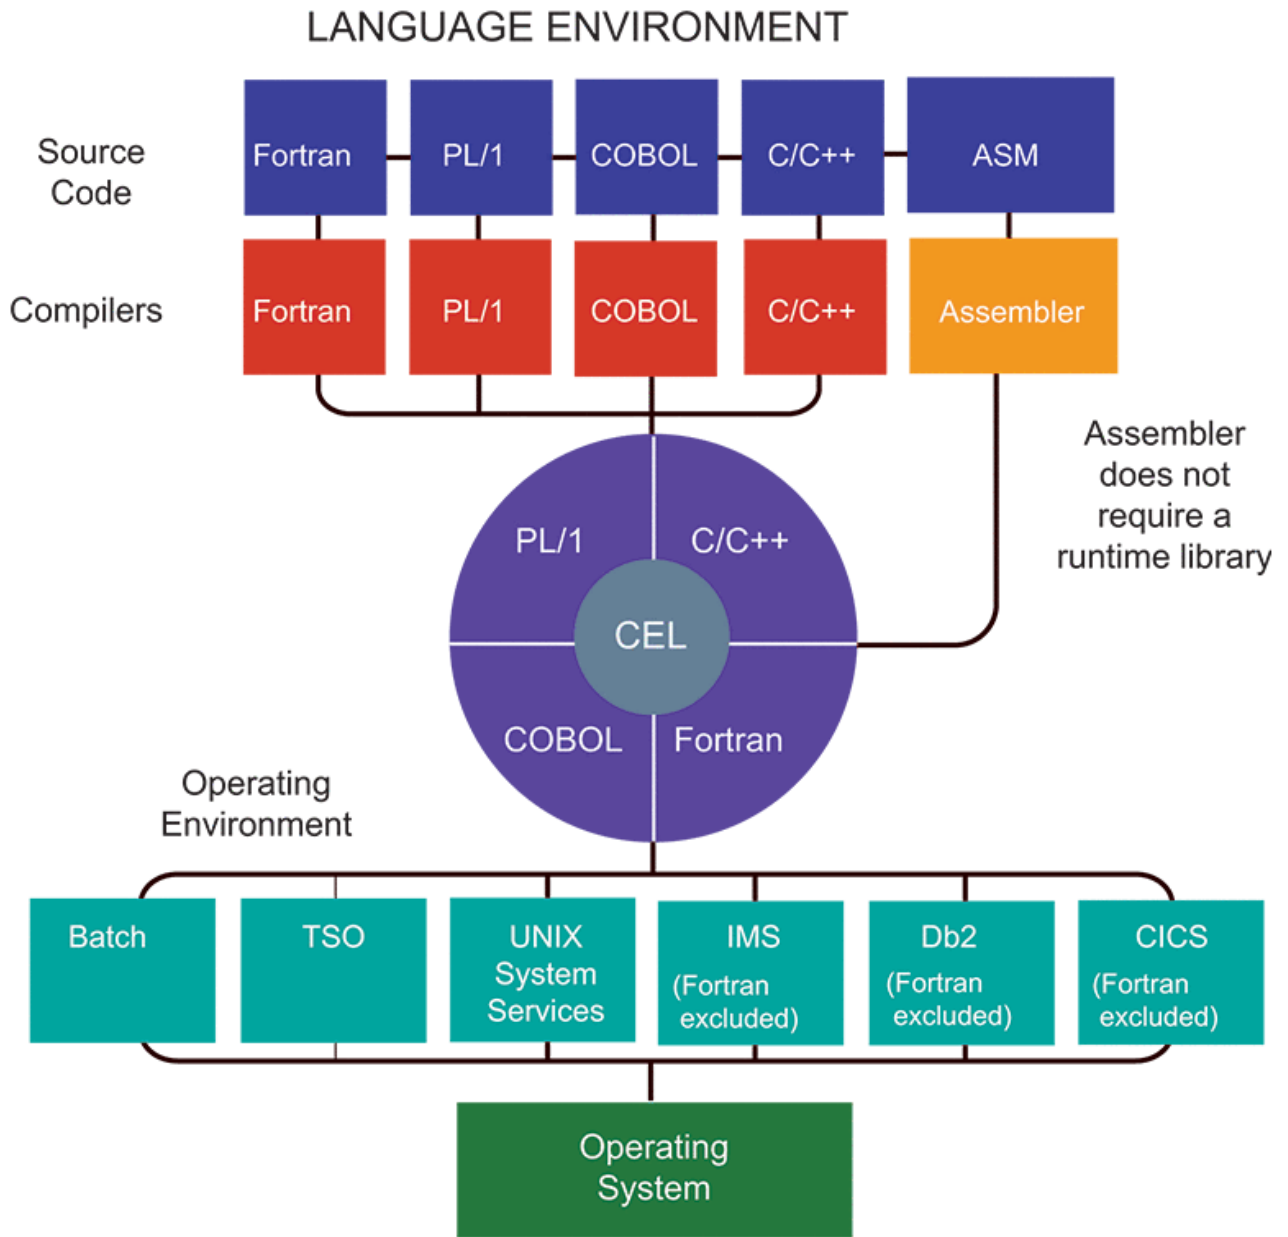 LANGUAGE ENVIRONMENT
Source
Code
Fortran
PL/1
COBOL
C/C++
ASM
Compilers
Fortran
PL/1
COBOL
C/C++
Assembler
Assembler
does not
require a
runtime library
PL/1
C/C++
CEL
COBOL
Fortran
Operating
Environment
Batch
TSO
UNIX
System
Services
IMS
(Fortran
excluded)
Db2
(Fortran
excluded)
CICS
(Fortran
excluded)
Operating
System